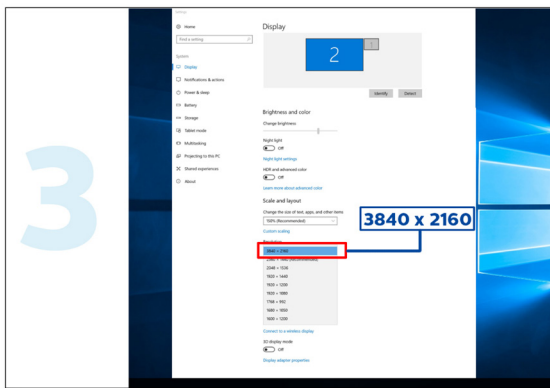 3
Home
Find a setting
System
Display
Notifications & actions
Power & sleep
Battery
Storage
Tablet mode
Multitasking
Projecting to this PC
Shared experiences
About
Display
2
1
Identify Detect
Brightness and color
Change brightness
Night light
Off
Night light settings
HDR and advanced color
Off
Learn more about advanced color
Scale and layout
Change the size of text, apps, and other items
Custom scaling
3840 × 2160
3840 x 2160
2048 × 1536
1920 × 1440
1920 × 1200
1920 × 1080
1680 × 1050
1600 × 1200
Connect to a wireless display
3D display mode
Off
Display adapter properties